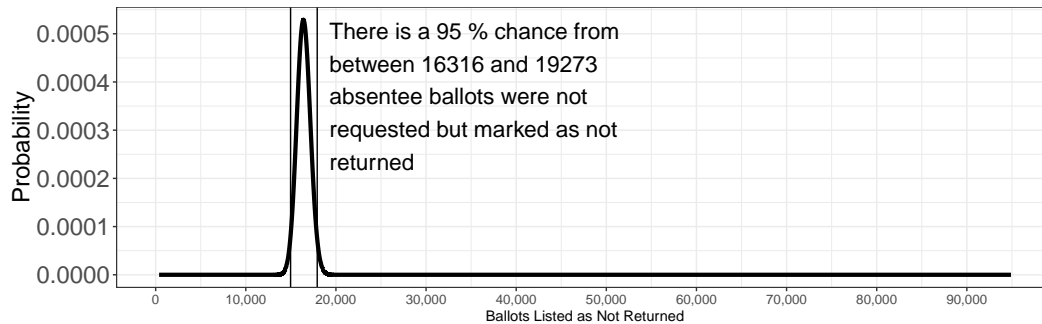 There is a 95 % chance from
between 16316 and 19273
absentee ballots were not
requested but marked as not
returned
Probability
0.0005
0.0004
0.0003
0.0002
0.0001
0.0000
0 10,000 20,000 30,000 40,000 50,000 60,000 70,000 80,000 90,000
Ballots Listed as Not Returned